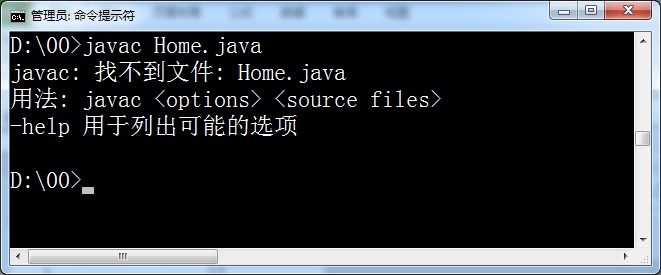 管理员: 命令提示符
D:\00>javac Home.java
javac: 找不到文件: Home.java
用法: javac <options> <source files>
-help 用于列出可能的选项
D:\00>